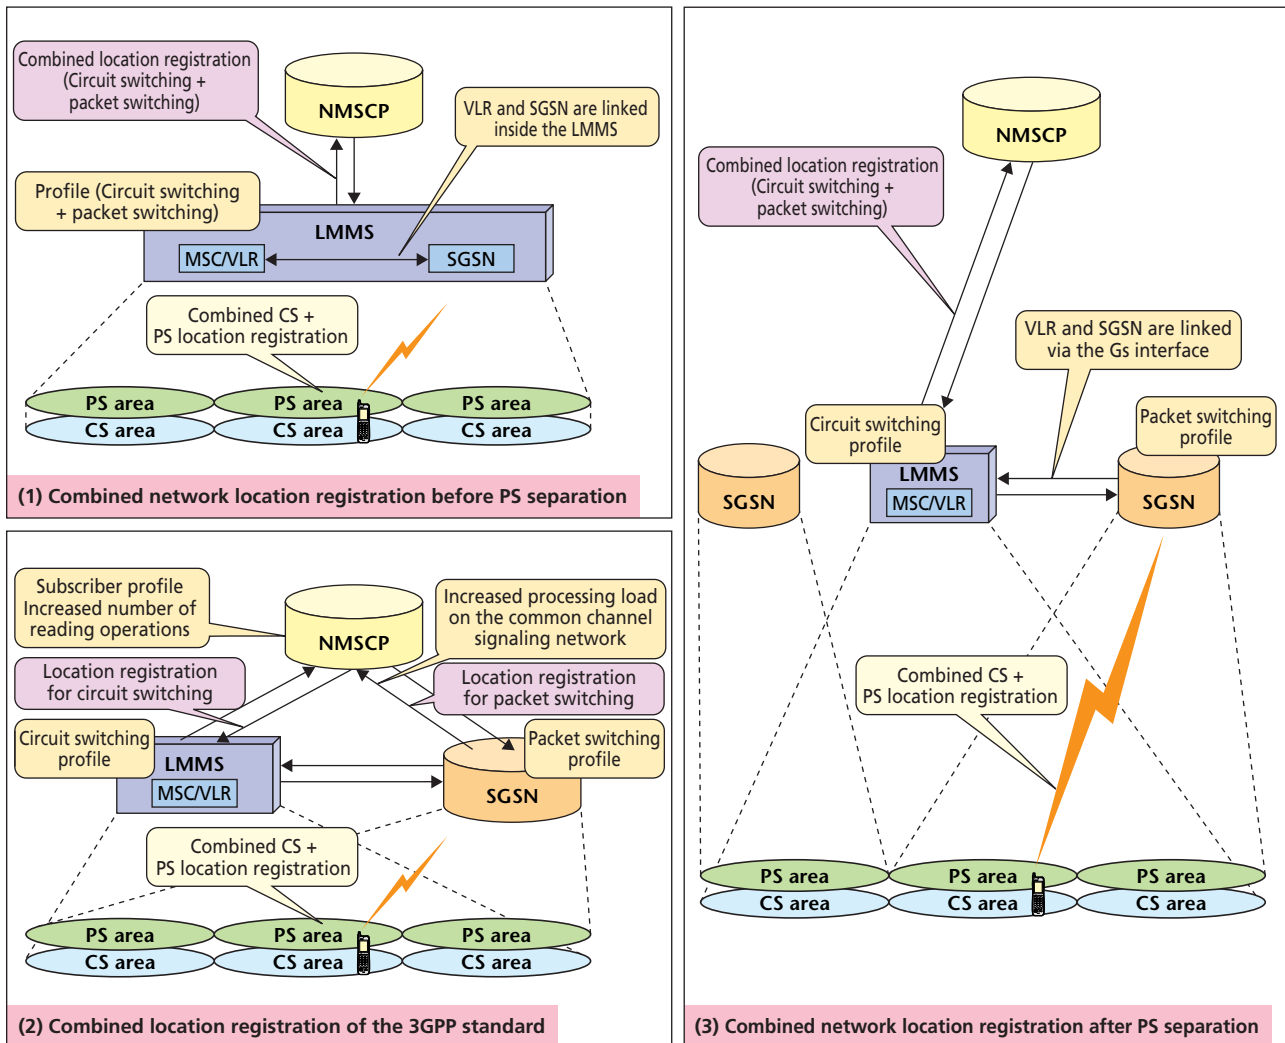 Combined location registration
(Circuit switching +
packet switching)
NMSCP
VLR and SGSN are linked
inside the LMMS
Profile (Circuit switching
+ packet switching)
LMMS
MSC/VLR
SGSN
Combined CS +
PS location registration
PS area
PS area
PS area
CS area
CS area
CS area
(1) Combined network location registration before PS separation
Subscriber profile
Increased number of
reading operations
NMSCP
Increased processing load
on the common channel
signaling network
Location registration
for circuit switching
Location registration
for packet switching
Circuit switching
profile
LMMS
MSC/VLR
Packet switching
profile
SGSN
Combined CS +
PS location registration
PS area
PS area
PS area
CS area
CS area
CS area
(2) Combined location registration of the 3GPP standard
NMSCP
Combined location registration
(Circuit switching +
packet switching)
VLR and SGSN are linked
via the Gs interface
Circuit switching
profile
Packet switching
profile
SGSN
LMMS
MSC/VLR
SGSN
Combined CS +
PS location registration
PS area
PS area
PS area
CS area
CS area
CS area
(3) Combined network location registration after PS separation